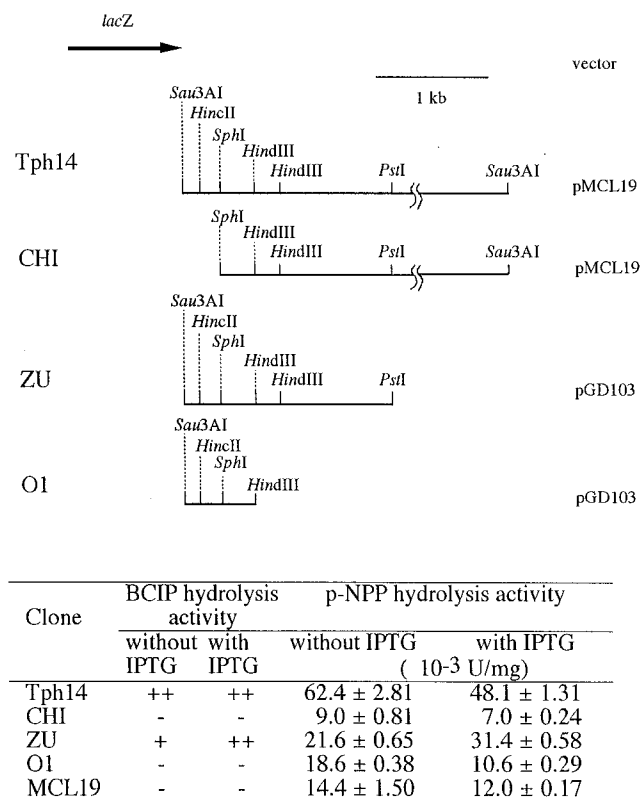 lacZ
vector
1 kb
Sau3AI
HincII
SphI
HindIII
HindIII
PstI
Sau3AI
Tph14
pMCL19
SphI
HindIII
HindIII
PstI
Sau3AI
CHI
pMCL19
Sau3AI
HincII
SphI
HindIII
HindIII
PstI
ZU
pGD103
Sau3AI
HincII
SphI
HindIII
O1
pGD103
Clone BCIP hydrolysis activity p-NPP hydrolysis activity
without IPTG with IPTG without IPTG with IPTG
( 10-3 U/mg)
Tph14 ++ ++ 62.4 ± 2.81 48.1 ± 1.31
CHI - - 9.0 ± 0.81 7.0 ± 0.24
ZU + ++ 21.6 ± 0.65 31.4 ± 0.58
O1 - - 18.6 ± 0.38 10.6 ± 0.29
MCL19 - - 14.4 ± 1.50 12.0 ± 0.17